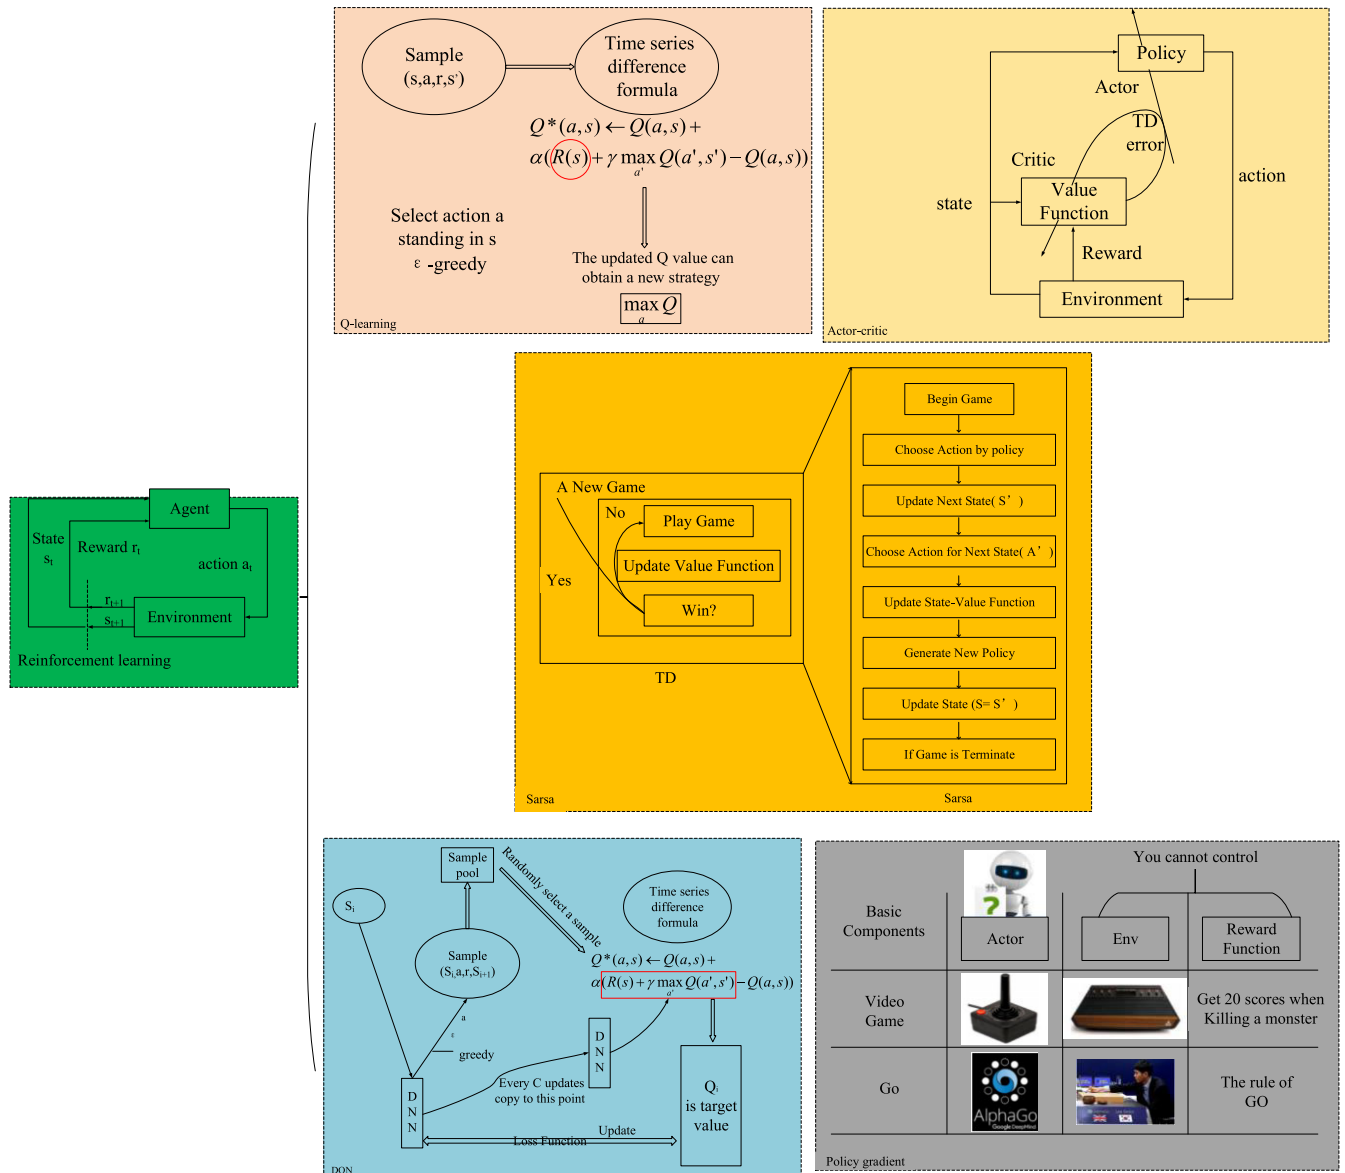 Sample
(s,a,r,s')
Time series
difference
formula
Q*(a,s)←Q(a,s)+
α(R(s)+γ max Q(a',s')−Q(a,s))
a'
Select action a
standing in s
ε-greedy
The updated Q value can
obtain a new strategy
max Q
a
Q-learning
Policy
Actor
TD
error
Critic
Value
Function
state
action
Reward
Environment
Actor-critic
Agent
State
s_t
Reward r_t
action a_t
r_{t+1}
s_{t+1}
Environment
Reinforcement learning
A New Game
No
Play Game
Update Value Function
Yes
Win?
TD
Begin Game
Choose Action by policy
Update Next State( S’ )
Choose Action for Next State( A’ )
Update State-Value Function
Generate New Policy
Update State (S= S’ )
If Game is Terminate
Sarsa
Sarsa
Sample
pool
Randomly select a sample
Time series
difference
formula
S_i
Sample
(S_i,a,r,S_{i+1})
Q*(a,s)←Q(a,s)+
α(R(s)+γ max Q(a',s')−Q(a,s))
a'
a
ε
greedy
D
N
N
Every C updates
copy to this point
D
N
N
Q_i
is target
value
Update
Loss Function
DQN
You cannot control
Basic
Components
Actor
Env
Reward
Function
Video
Game
Get 20 scores when
Killing a monster
Go
AlphaGo
Google DeepMind
The rule of
GO
Policy gradient